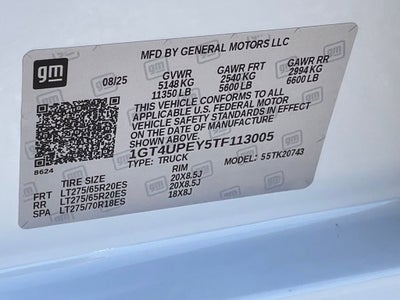 gm
MFD BY GENERAL MOTORS LLC
08/25 GVWR GAWR FRT GAWR RR
5148 KG 2540 KG 2994 KG
11350 LB 5600 LB 6600 LB
THIS VEHICLE CONFORMS TO ALL
APPLICABLE U.S. FEDERAL MOTOR
VEHICLE SAFETY STANDARDS IN EFFECT
ON THE DATE OF MANUFACTURE
SHOWN ABOVE.
1GT4UPEY5TF113005
TYPE: TRUCK MODEL: 55TK20743
8624
TIRE SIZE RIM
FRT LT275/65R20ES 20X8.5J
RR LT275/65R20ES 20X8.5J
SPA LT275/70R18ES 18X8J